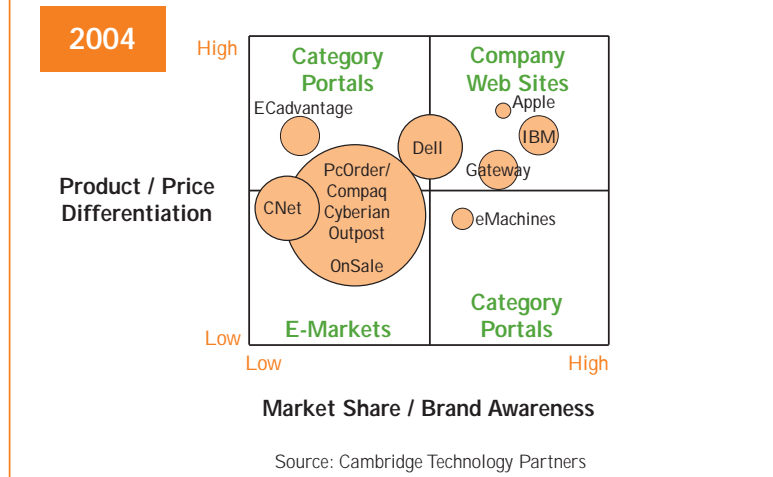 2004
High
Category
Portals
Company
Web Sites
Apple
ECadvantage
IBM
Dell
Gateway
PcOrder/
Compaq
Cyberian
Outpost
OnSale
CNet
eMachines
Product / Price
Differentiation
Category
Portals
E-Markets
Low
Low
High
Market Share / Brand Awareness
Source: Cambridge Technology Partners